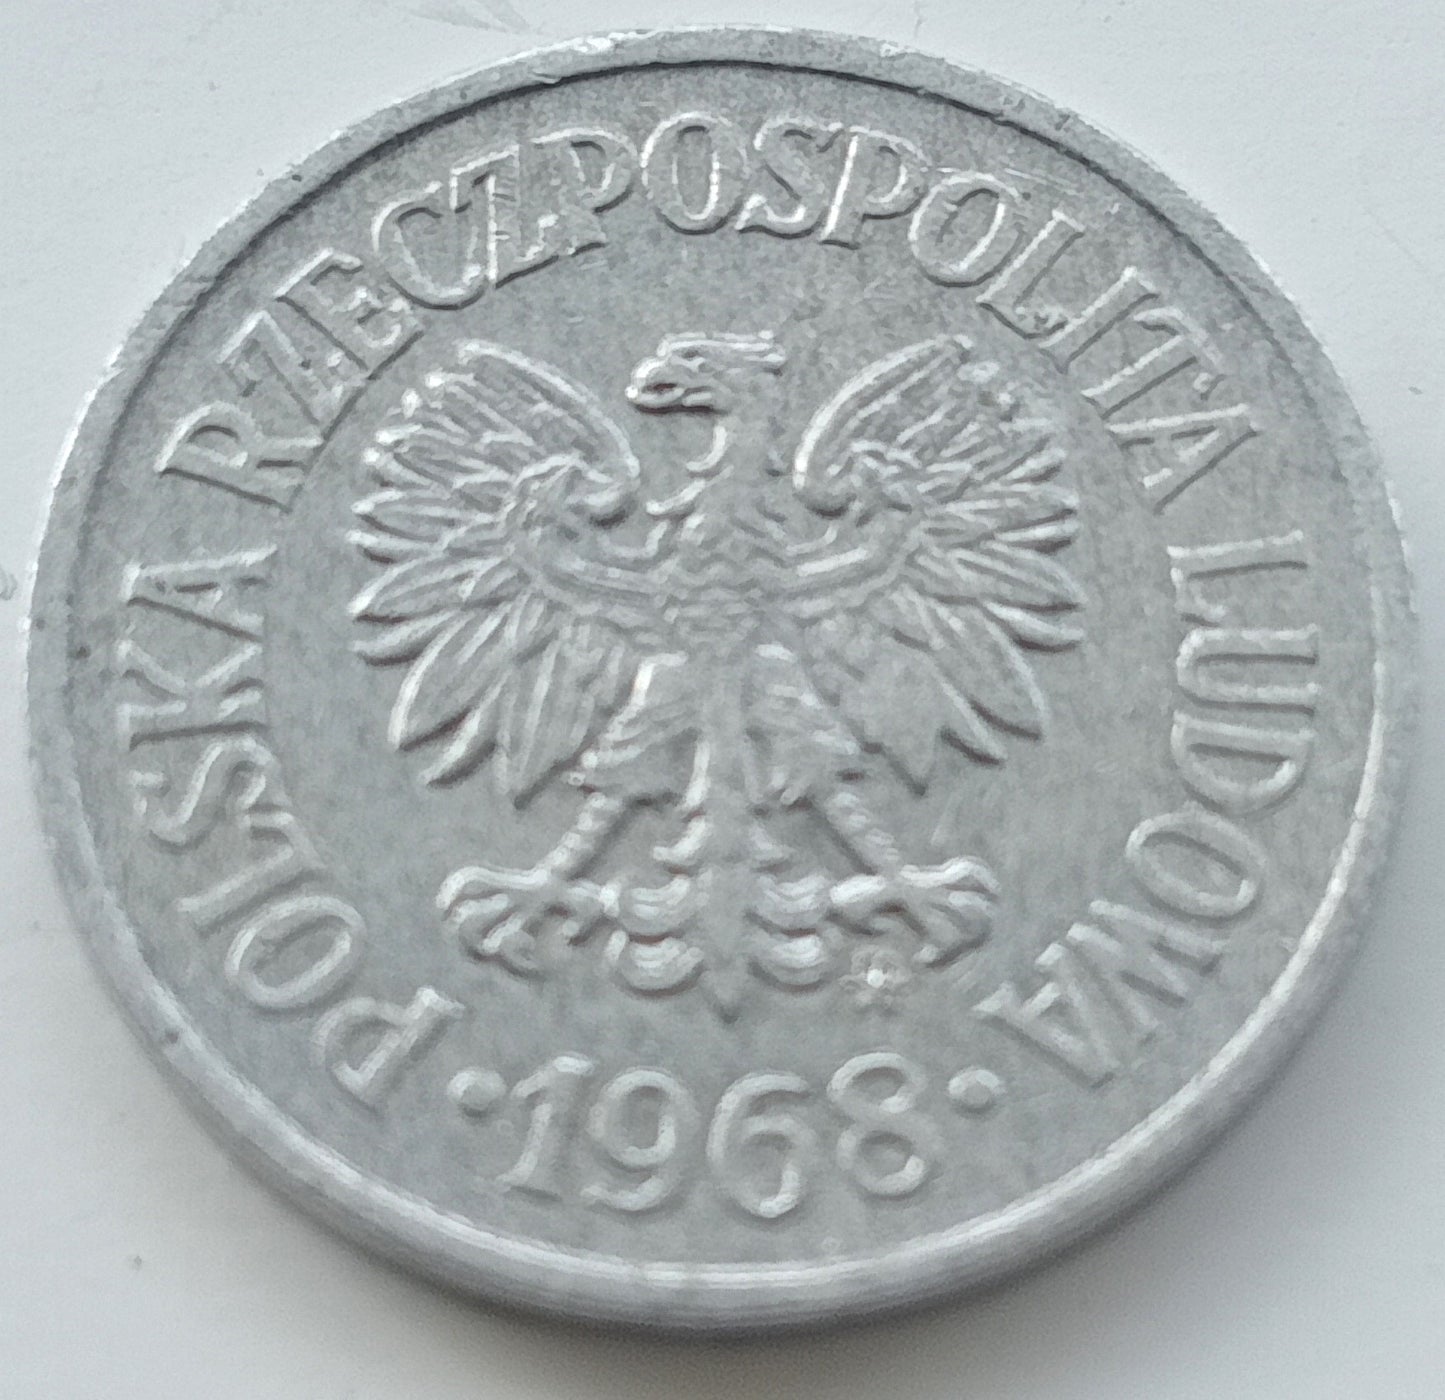 POLSKA RZECZPOSPOLITA LUDOWA
• 1968 •